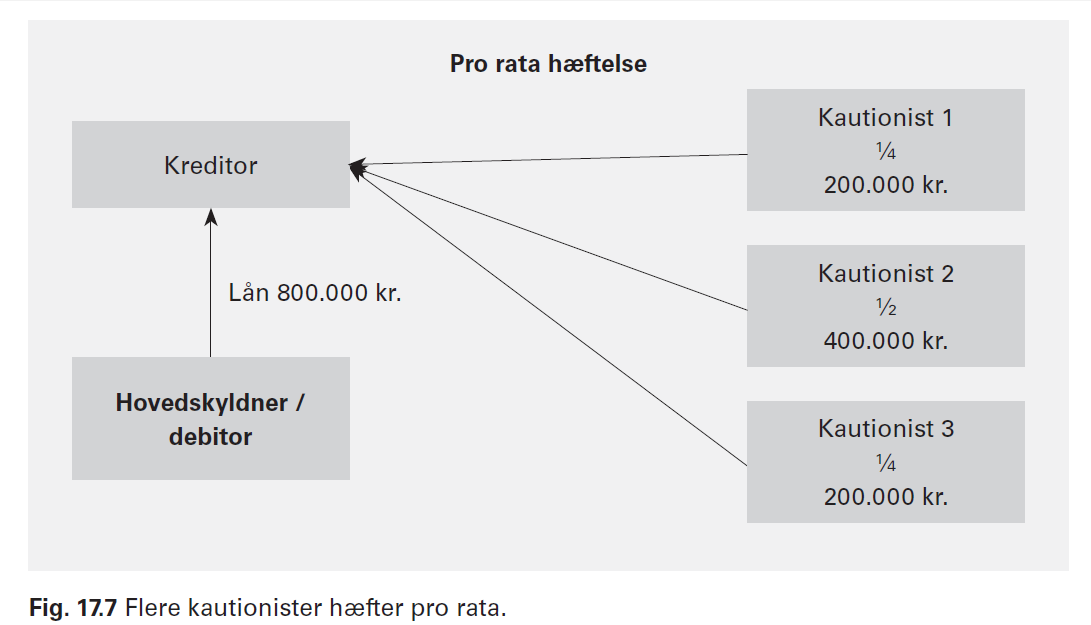 Pro rata hæftelse
Kreditor
Lån 800.000 kr.
Hovedskyldner /
debitor
Kautionist 1
¼
200.000 kr.
Kautionist 2
½
400.000 kr.
Kautionist 3
¼
200.000 kr.
Fig. 17.7 Flere kautionister hæfter pro rata.